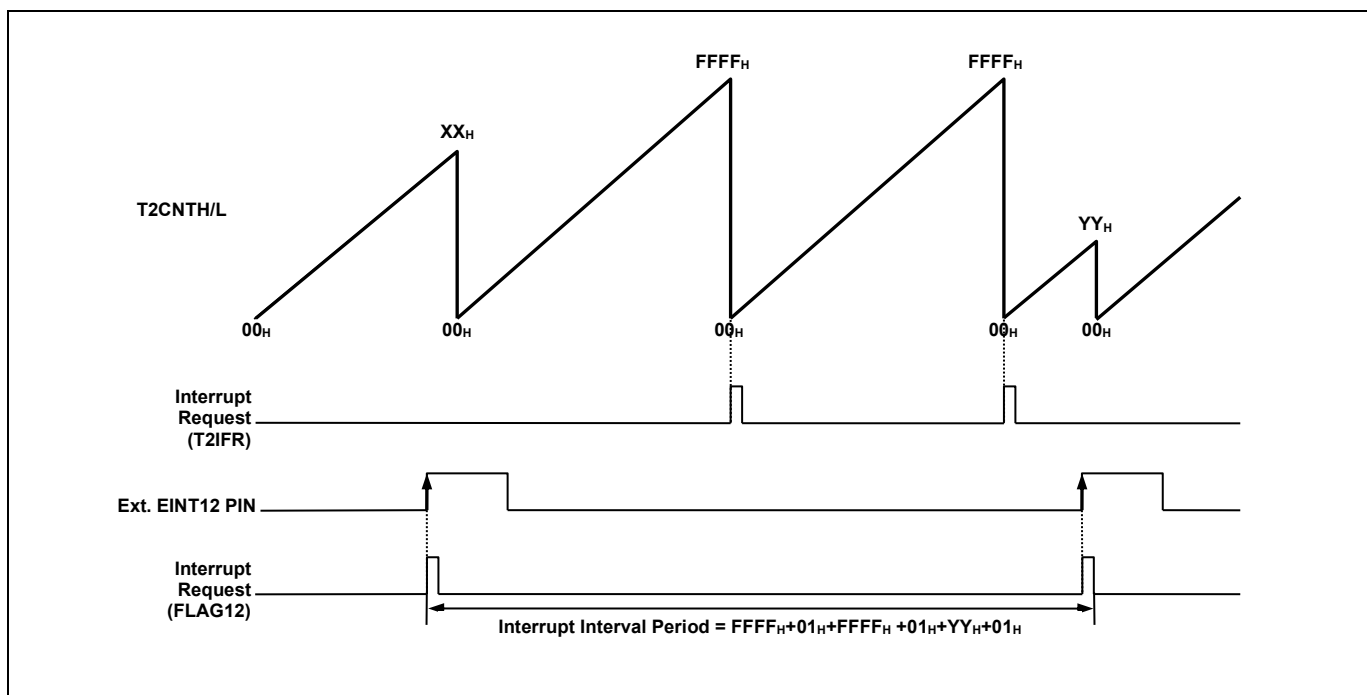 FFFFH
FFFFH
XXH
T2CNTH/L
YYH
00H
00H
00H
00H
00H
Interrupt
Request
(T2IFR)
Ext. EINT12 PIN
Interrupt
Request
(FLAG12)
Interrupt Interval Period = FFFFH+01H+FFFFH +01H+YYH+01H